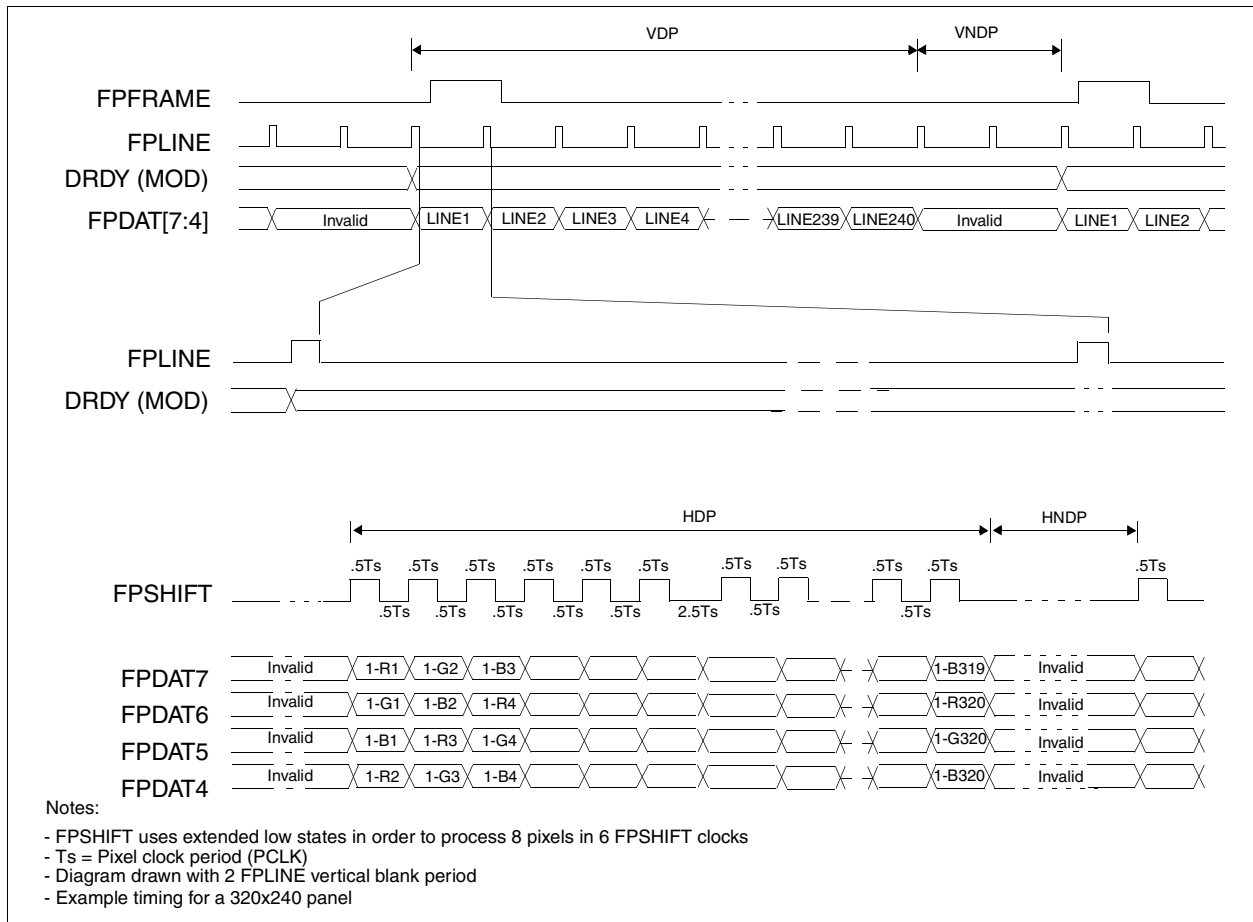 VDP VNDP
FPFRAME
FPLINE
DRDY (MOD)
FPDAT[7:4] Invalid LINE1 LINE2 LINE3 LINE4 LINE239 LINE240 Invalid LINE1 LINE2
FPLINE
DRDY (MOD)
HDP HNDP
.5Ts .5Ts .5Ts .5Ts .5Ts .5Ts .5Ts .5Ts .5Ts .5Ts .5Ts
FPSHIFT
.5Ts .5Ts .5Ts .5Ts .5Ts 2.5Ts .5Ts .5Ts
FPDAT7 Invalid 1-R1 1-G2 1-B3 1-B319 Invalid
FPDAT6 Invalid 1-G1 1-B2 1-R4 1-R320 Invalid
FPDAT5 Invalid 1-B1 1-R3 1-G4 1-G320 Invalid
FPDAT4 Invalid 1-R2 1-G3 1-B4 1-B320 Invalid
Notes:
- FPSHIFT uses extended low states in order to process 8 pixels in 6 FPSHIFT clocks
- Ts = Pixel clock period (PCLK)
- Diagram drawn with 2 FPLINE vertical blank period
- Example timing for a 320x240 panel